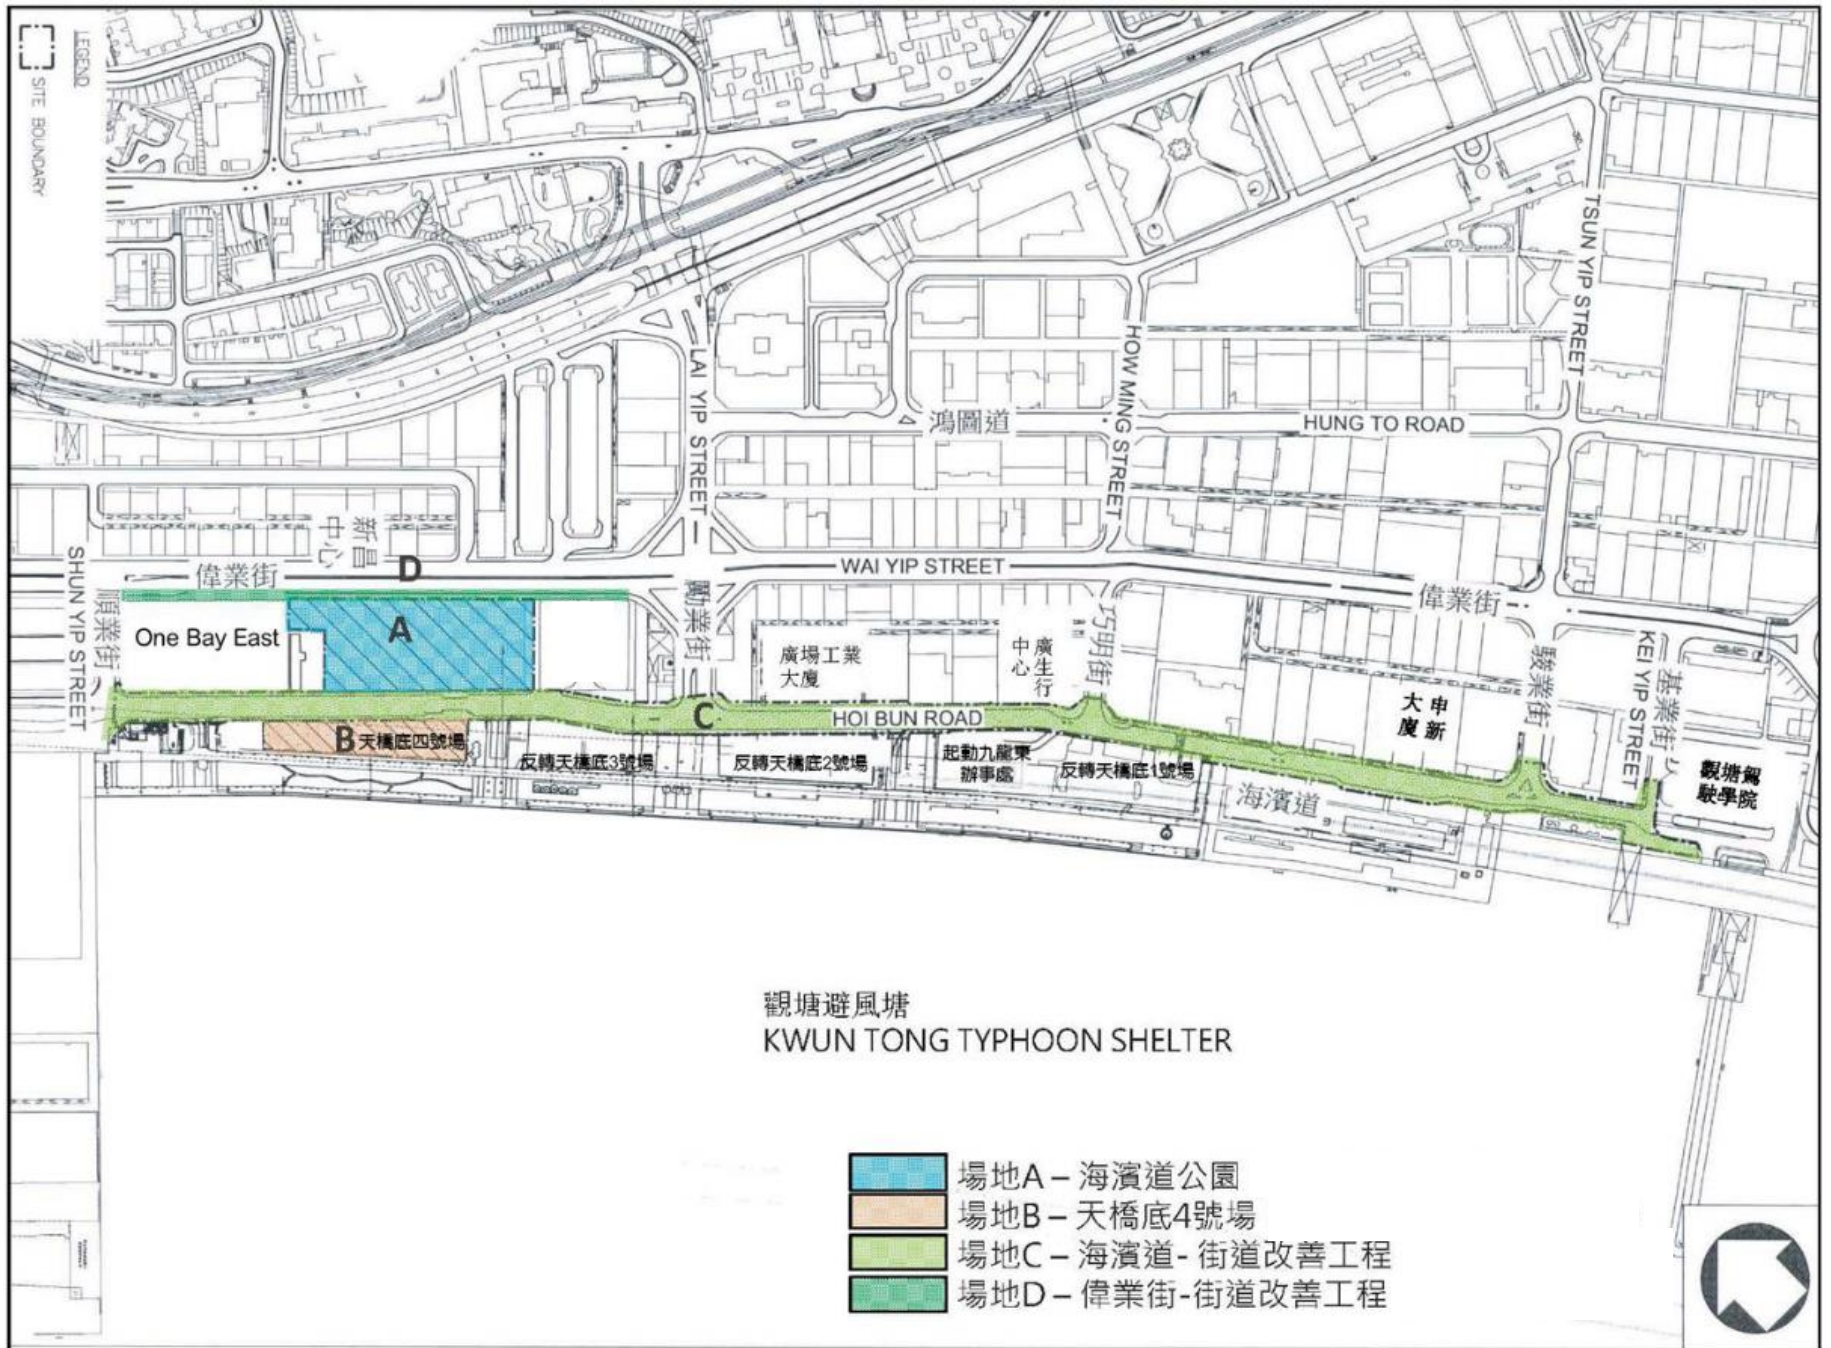 LEGEND
SITE BOUNDARY
TSUN YIP STREET
HOW MING STREET
LAI YIP STREET
鴻圖道
HUNG TO ROAD
新昌
中心
SHUN YIP STREET
順業街
偉業街
D
WAI YIP STREET
偉業街
One Bay East
A
勵業街
廣場工業
大廈
廣生行
中心
巧明街
駿業街
KEI YIP STREET
基業街
申新
大廈
觀塘駕
駛學院
C
HOI BUN ROAD
B
天橋底四號場
反轉天橋底3號場
反轉天橋底2號場
起動九龍東
辦事處
反轉天橋底1號場
海濱道
觀塘避風塘
KWUN TONG TYPHOON SHELTER
場地A – 海濱道公園
場地B – 天橋底4號場
場地C – 海濱道- 街道改善工程
場地D – 偉業街-街道改善工程